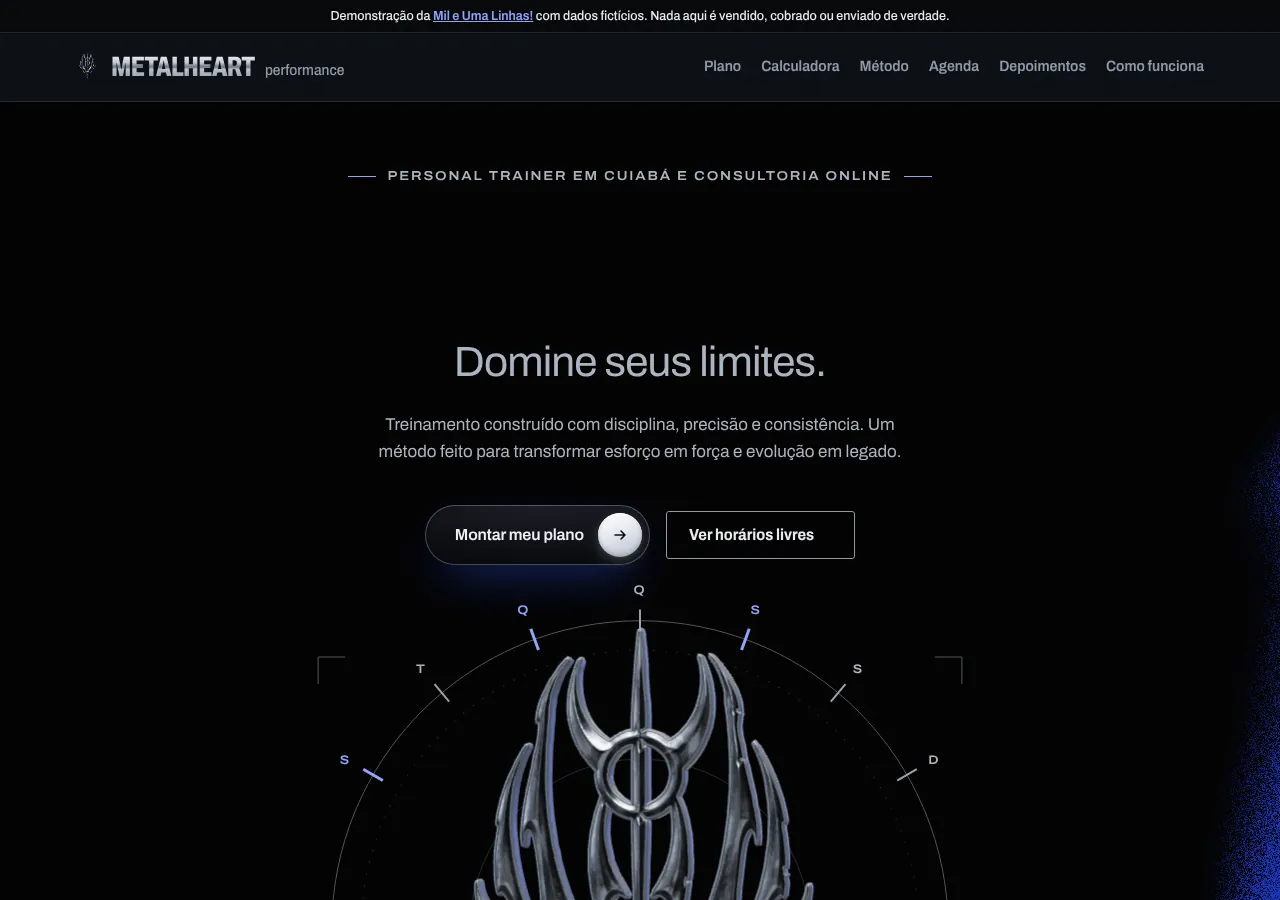 Demonstração da Mil e Uma Linhas! com dados fictícios. Nada aqui é vendido, cobrado ou enviado de verdade.
METALHEART performance
Plano Calculadora Método Agenda Depoimentos Como funciona
PERSONAL TRAINER EM CUIABÁ E CONSULTORIA ONLINE
Domine seus limites.
Treinamento construído com disciplina, precisão e consistência. Um
método feito para transformar esforço em força e evolução em legado.
Montar meu plano → Ver horários livres
Q
Q S
T S
S D